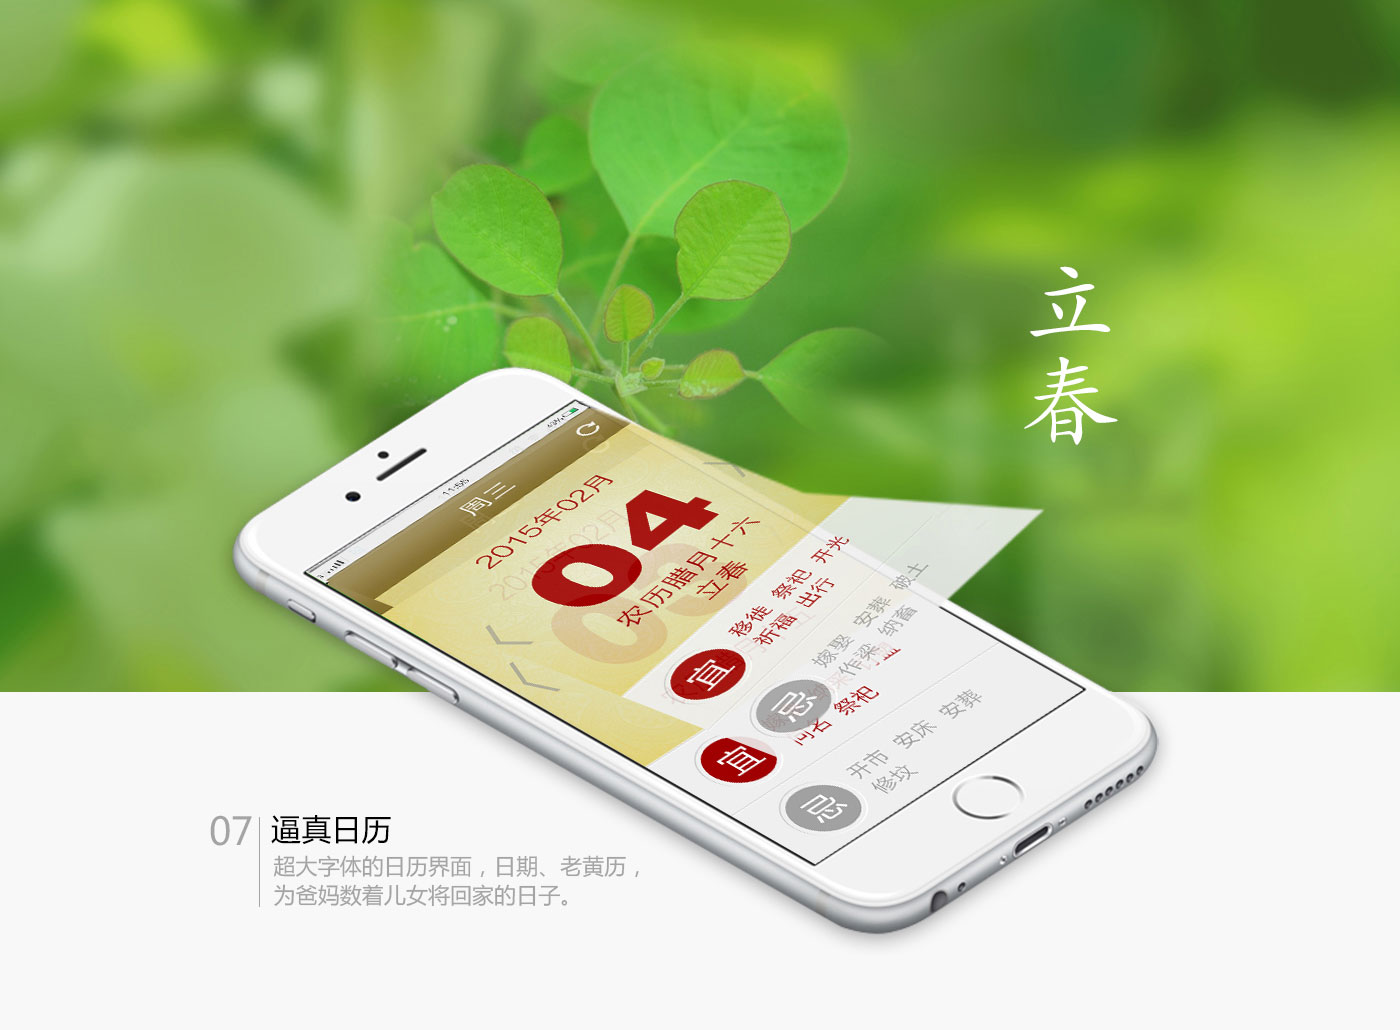 立
春
11:55
周三
2015年02月
04
农历腊月十六
立春
宜
移徙 祭祀 开光
祈福 出行
忌
嫁娶 安葬 破土
作梁 纳畜
宜
祭祀
忌
开市 安床 安葬
修坟
07
逼真日历
超大字体的日历界面，日期、老黄历，
为爸妈数着儿女将回家的日子。